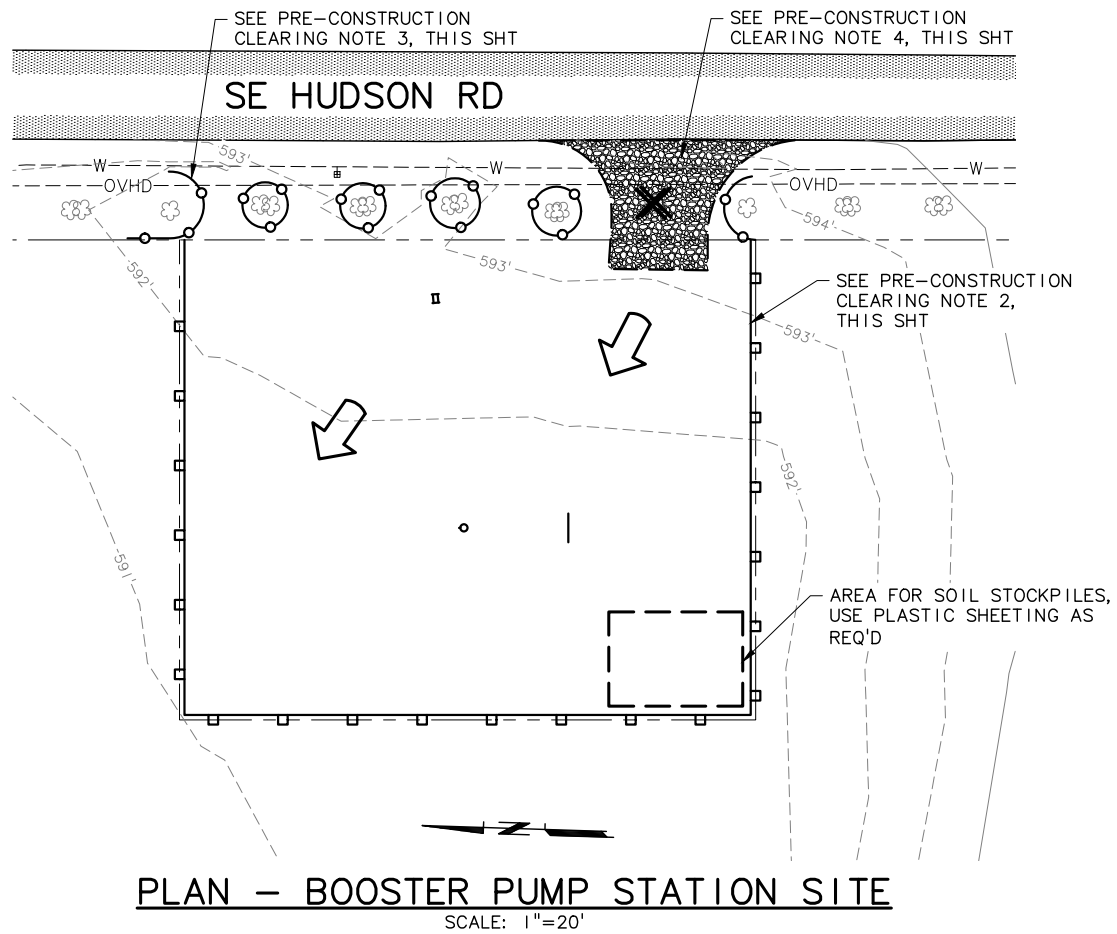 SEE PRE-CONSTRUCTION
CLEARING NOTE 3, THIS SHT
SEE PRE-CONSTRUCTION
CLEARING NOTE 4, THIS SHT
SE HUDSON RD
593'
W
W
W
OVHD
OVHD
594'
593'
592'
SEE PRE-CONSTRUCTION
CLEARING NOTE 2,
THIS SHT
593'
592'
591'
AREA FOR SOIL STOCKPILES,
USE PLASTIC SHEETING AS
REQ'D
N
PLAN - BOOSTER PUMP STATION SITE
SCALE: 1"=20'